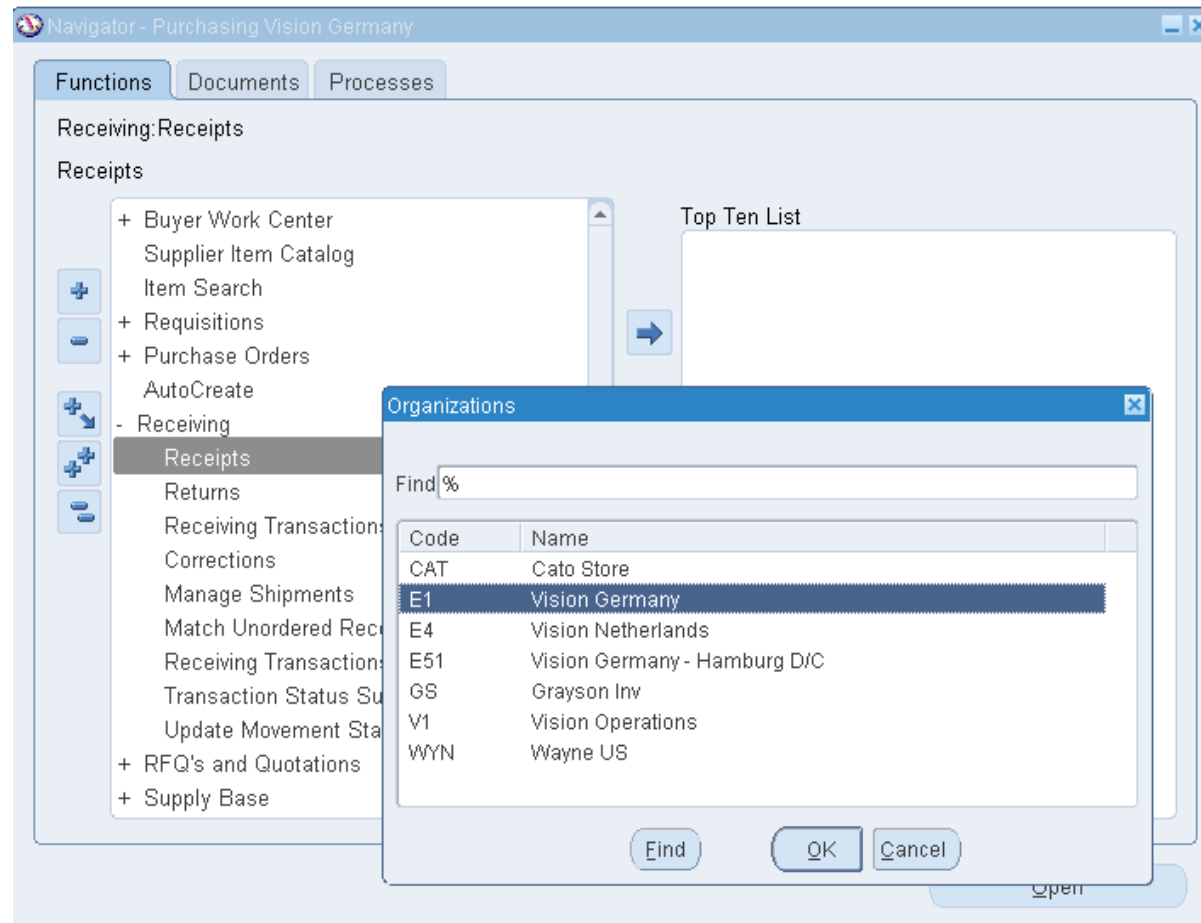 Navigator - Purchasing Vision Germany
Functions Documents Processes
Receiving:Receipts
Receipts
+ Buyer Work Center
Supplier Item Catalog
Item Search
+ Requisitions
+ Purchase Orders
AutoCreate
- Receiving
Receipts
Returns
Receiving Transactions
Corrections
Manage Shipments
Match Unordered
Receiving Transactions
Transaction Status
Update Movement
+ RFQ's and Quotations
+ Supply Base
Top Ten List
Organizations
Find %
Code Name
CAT Cato Store
E1 Vision Germany
E4 Vision Netherlands
E51 Vision Germany - Hamburg D/C
GS Grayson Inv
V1 Vision Operations
WYN Wayne US
Find OK Cancel
Open